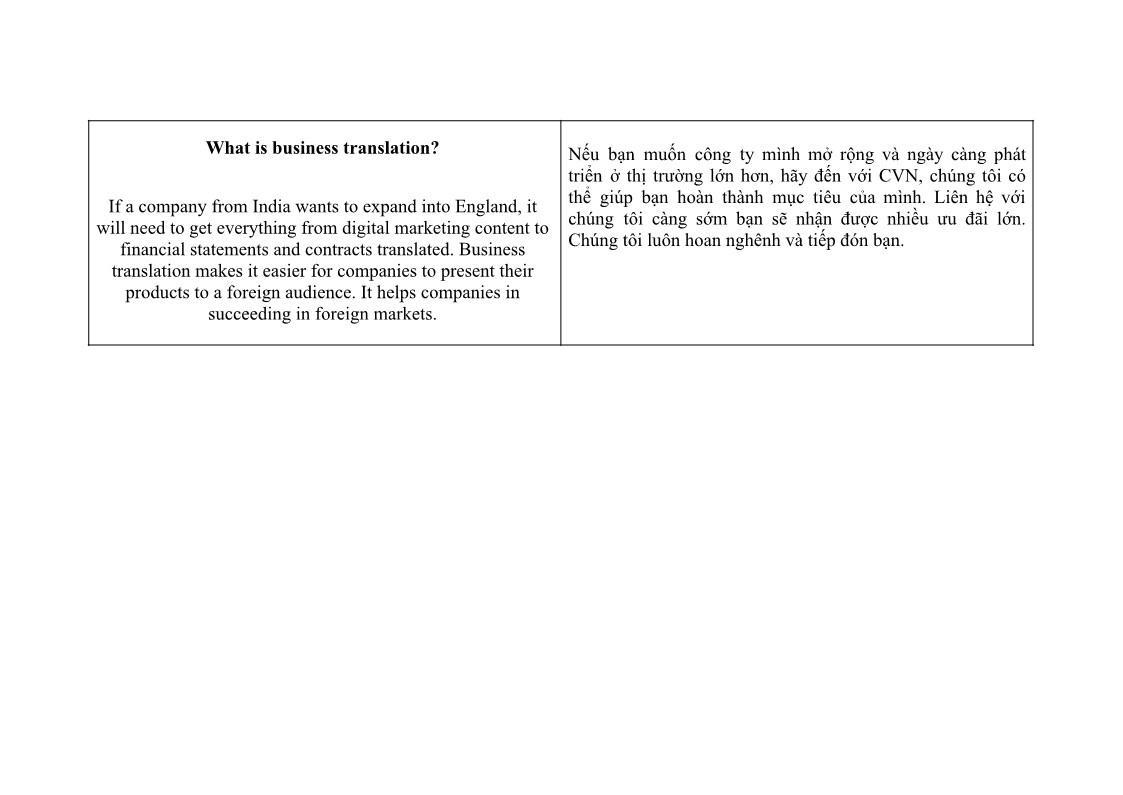 What is business translation?
If a company from India wants to expand into England, it
will need to get everything from digital marketing content to
financial statements and contracts translated. Business
translation makes it easier for companies to present their
products to a foreign audience. It helps companies in
succeeding in foreign markets.
Nếu bạn muốn công ty mình mở rộng và ngày càng phát
triển ở thị trường lớn hơn, hãy đến với CVN, chúng tôi có
thể giúp bạn hoàn thành mục tiêu của mình. Liên hệ với
chúng tôi càng sớm bạn sẽ nhận được nhiều ưu đãi lớn.
Chúng tôi luôn hoan nghênh và tiếp đón bạn.